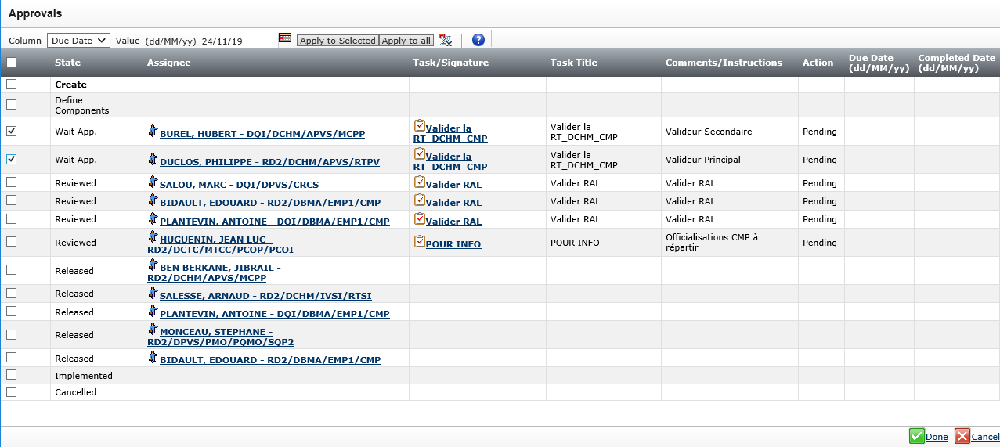 Approvals
Column Due Date Value (dd/MM/yy) 24/11/19 Apply to Selected Apply to all ?
State Assignee Task/Signature Task Title Comments/Instructions Action Due Date (dd/MM/yy) Completed Date (dd/MM/yy)
Create
Define
Components
Wait App. BUREL, HUBERT - DQI/DCHM/APVS/MCPP Valider la RT_DCHM_CMP Valider la RT_DCHM_CMP Valideur Secondaire Pending
Wait App. DUCLOS, PHILIPPE - RD2/DCHM/APVS/RTPV Valider la RT_DCHM_CMP Valider la RT_DCHM_CMP Valideur Principal Pending
Reviewed SALOU, MARC - DQI/DPVS/CRCS Valider RAL Valider RAL Valider RAL Pending
Reviewed BIDAULT, EDOUARD - RD2/DBMA/EMP1/CMP Valider RAL Valider RAL Valider RAL Pending
Reviewed PLANTEVIN, ANTOINE - DQI/DBMA/EMP1/CMP Valider RAL Valider RAL Valider RAL Pending
Reviewed HUGUENIN, JEAN LUC - RD2/DCTC/MTCC/PCOP/PCOI POUR INFO POUR INFO Officialisations CMP à répartir Pending
Released BEN BERKANE, JIBRAIL - RD2/DCHM/APVS/MCPP
Released SALESSE, ARNAUD - RD2/DCHM/IVSI/RTSI
Released PLANTEVIN, ANTOINE - DQI/DBMA/EMP1/CMP
Released MONCEAU, STEPHANE - RD2/DPVS/PMO/PQMO/SQP2
Released BIDAULT, EDOUARD - RD2/DBMA/EMP1/CMP
Implemented
Cancelled
Done Cancel